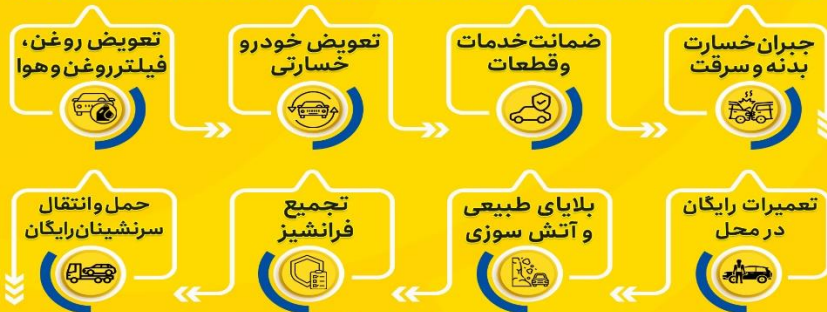 تعویض روغن،
فیلتر روغن و هوا
تعویض خودرو
خسارتی
ضمانت خدمات
و قطعات
جبران خسارت
بدنه و سرقت
تعمیرات رایگان
در محل
بلایای طبیعی
و آتش سوزی
تجمیع
فرانشیز
حمل و انتقال
سرنشینان رایگان